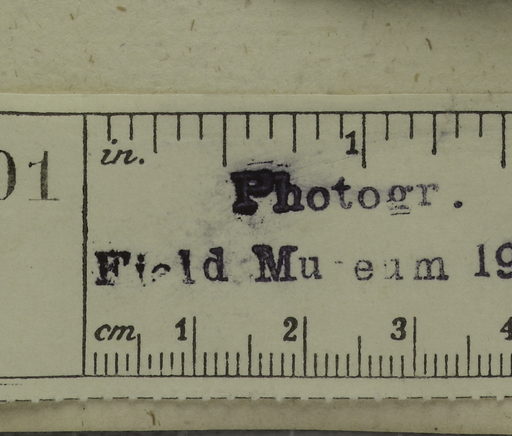 01
in. 1
Photogr.
Field Museum 19
cm 1 2 3 4